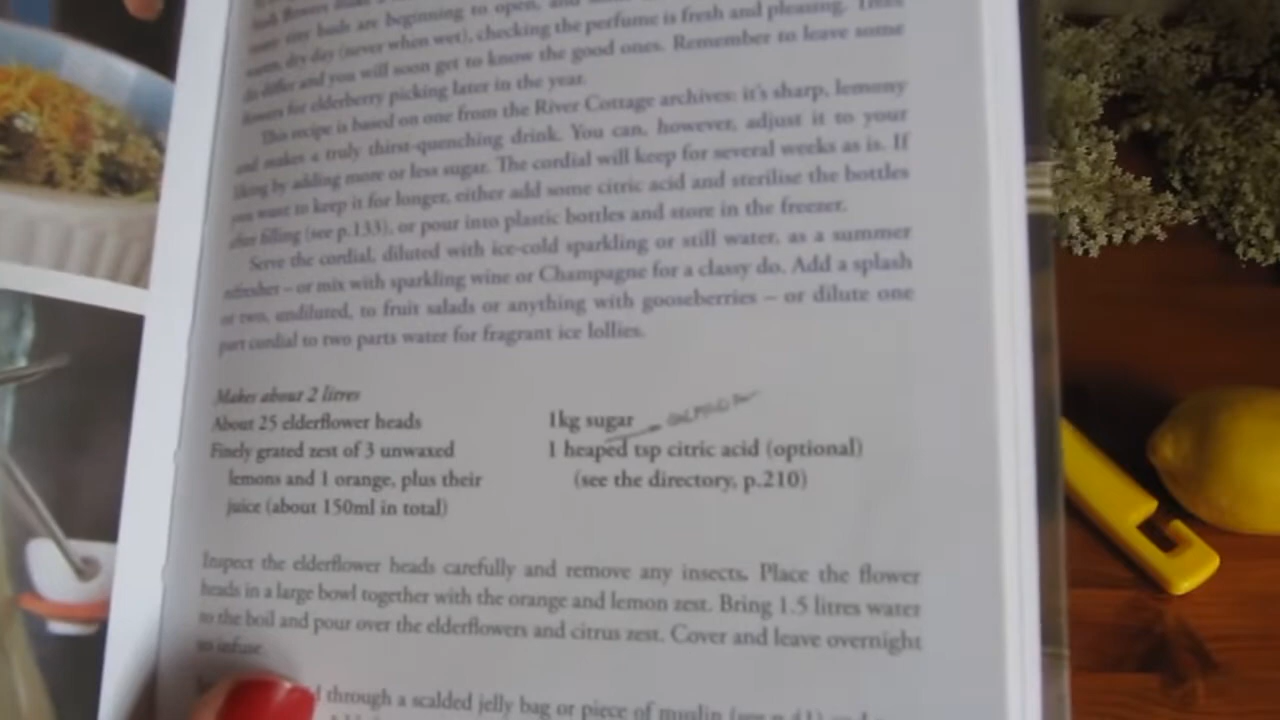 buds are beginning to open, and
dry day (never when wet), checking the perfume is fresh and pleasing. Trees
do differ and you will soon get to know the good ones. Remember to leave some
flowers for elderberry picking later in the year.
This recipe is based on one from the River Cottage archives: it's sharp, lemony
and makes a truly thirst-quenching drink. You can, however, adjust it to your
liking by adding more or less sugar. The cordial will keep for several weeks as is. If
you want to keep it for longer, either add some citric acid and sterilise the bottles
after filling (see p.133), or pour into plastic bottles and store in the freezer.
Serve the cordial, diluted with ice-cold sparkling or still water, as a summer
refresher – or mix with sparkling wine or Champagne for a classy do. Add a splash
or two, undiluted, to fruit salads or anything with gooseberries – or dilute one
part cordial to two parts water for fragrant ice lollies.
Makes about 2 litres
About 25 elderflower heads
Finely grated zest of 3 unwaxed
lemons and 1 orange, plus their
juice (about 150ml in total)
1kg sugar
1 heaped tsp citric acid (optional)
(see the directory, p.210)
Inspect the elderflower heads carefully and remove any insects. Place the flower
heads in a large bowl together with the orange and lemon zest. Bring 1.5 litres water
to the boil and pour over the elderflowers and citrus zest. Cover and leave overnight
to infuse.
through a scalded jelly bag or piece of muslin